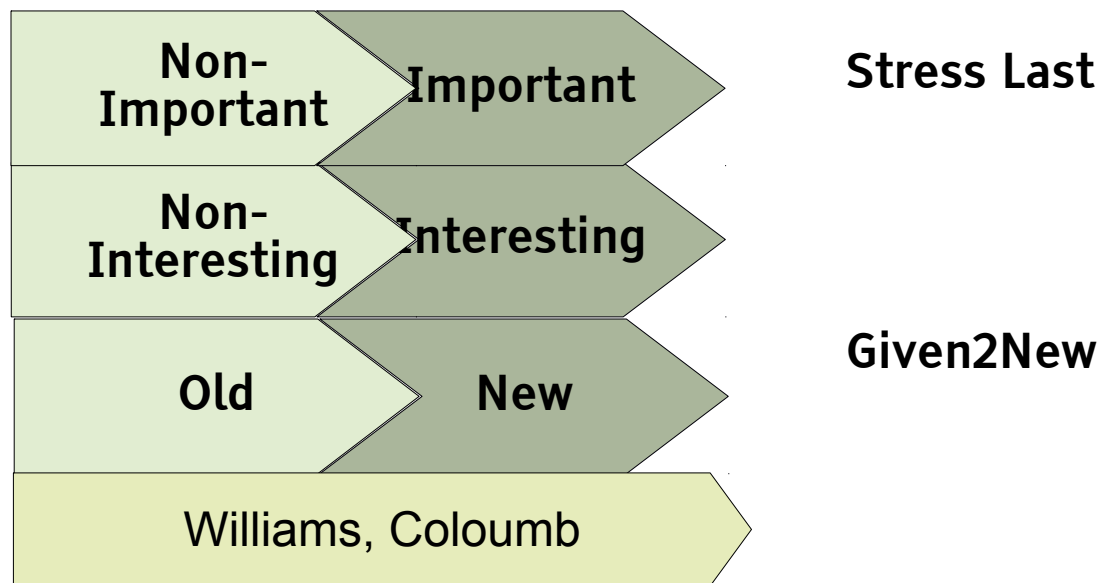 Non-
Important
Important
Stress Last
Non-
Interesting
Interesting
Old
New
Given2New
Williams, Coloumb